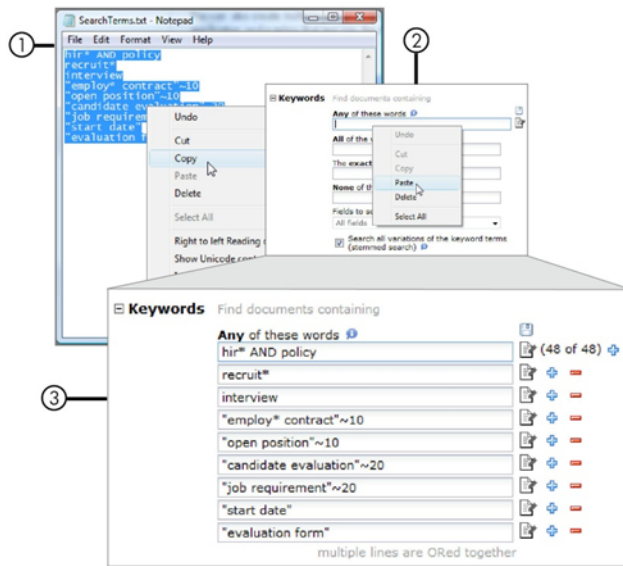 SearchTerms.txt - Notepad
File Edit Format View Help
hir* AND policy
recruit*
interview
"employ* contract"~10
"open position"~10
"candidate evaluation"~20
"job requirem
"start date"
"evaluation f
Undo
Cut
Copy
Paste
Delete
Select All
Right to left Reading
Show Unicode cont
1
2
Keywords Find documents containing
Any of these words
All of the
The exact
None of th
Fields to se
All fields
Search all variations of the keyword terms
(stemmed search)
Undo
Cut
Copy
Paste
Delete
Select All
3
Keywords Find documents containing
Any of these words
hir* AND policy (48 of 48)
recruit*
interview
"employ* contract"~10
"open position"~10
"candidate evaluation"~20
"job requirement"~20
"start date"
"evaluation form"
multiple lines are ORed together